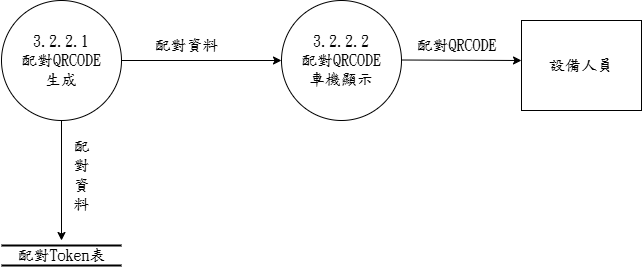 3.2.2.1
配對QRCODE
生成
配對資料
3.2.2.2
配對QRCODE
車機顯示
配對QRCODE
設備人員
配
對
資
料
配對Token表